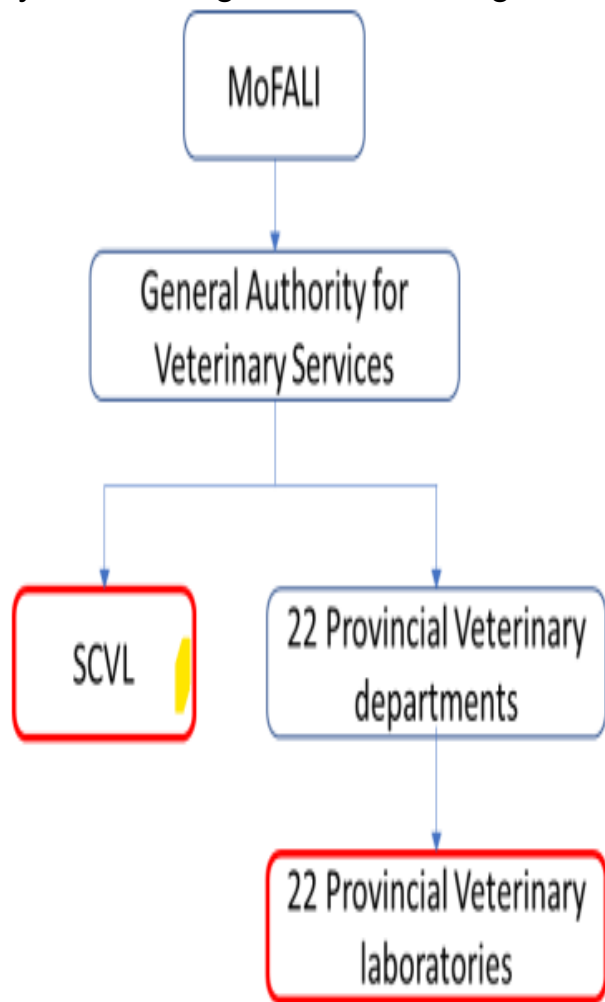 MoFALI
General Authority for
Veterinary Services
SCVL
22 Provincial Veterinary
departments
22 Provincial Veterinary
laboratories